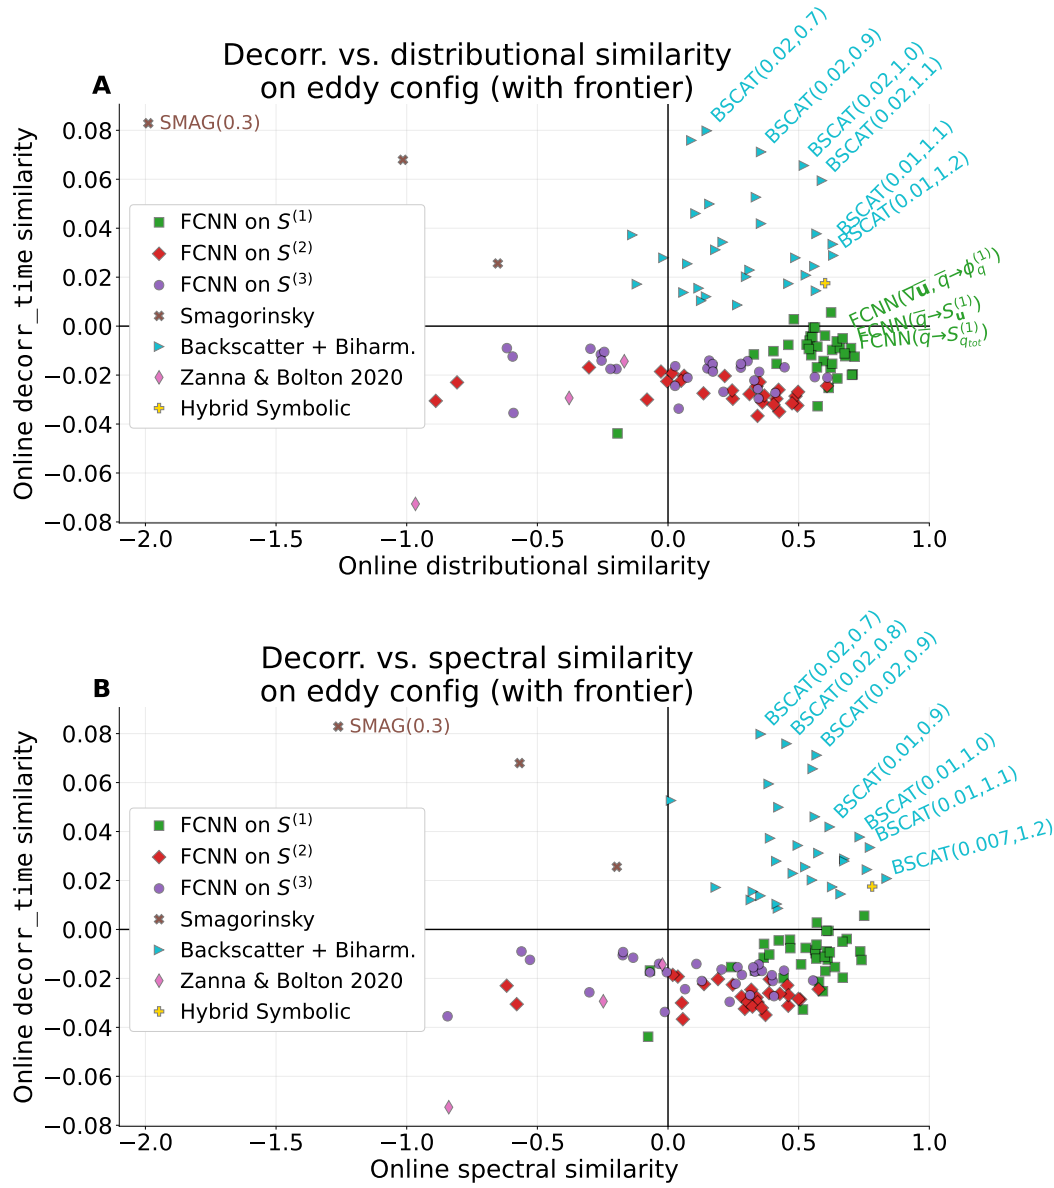 Decorr. vs. distributional similarity
on eddy config (with frontier)
A
BSCAT(0.02,0.7)
BSCAT(0.02,0.9)
BSCAT(0.02,1.0)
BSCAT(0.02,1.1)
BSCAT(0.01,1.1)
BSCAT(0.01,1.2)
SMAG(0.3)
FCNN(∇u̅, q̅→ϕ_q^(1))
FCNN(q̅→S_u^(1))
FCNN(q̅→S_{q_tot}^(1))
FCNN on S^(1)
FCNN on S^(2)
FCNN on S^(3)
Smagorinsky
Backscatter + Biharm.
Zanna & Bolton 2020
Hybrid Symbolic
Online decorr_time similarity
0.08
0.06
0.04
0.02
0.00
−0.02
−0.04
−0.06
−0.08
−2.0 −1.5 −1.0 −0.5 0.0 0.5 1.0
Online distributional similarity
Decorr. vs. spectral similarity
on eddy config (with frontier)
B
BSCAT(0.02,0.7)
BSCAT(0.02,0.8)
BSCAT(0.02,0.9)
BSCAT(0.01,0.9)
BSCAT(0.01,1.0)
BSCAT(0.01,1.1)
BSCAT(0.007,1.2)
SMAG(0.3)
FCNN on S^(1)
FCNN on S^(2)
FCNN on S^(3)
Smagorinsky
Backscatter + Biharm.
Zanna & Bolton 2020
Hybrid Symbolic
Online decorr_time similarity
0.08
0.06
0.04
0.02
0.00
−0.02
−0.04
−0.06
−0.08
−2.0 −1.5 −1.0 −0.5 0.0 0.5 1.0
Online spectral similarity